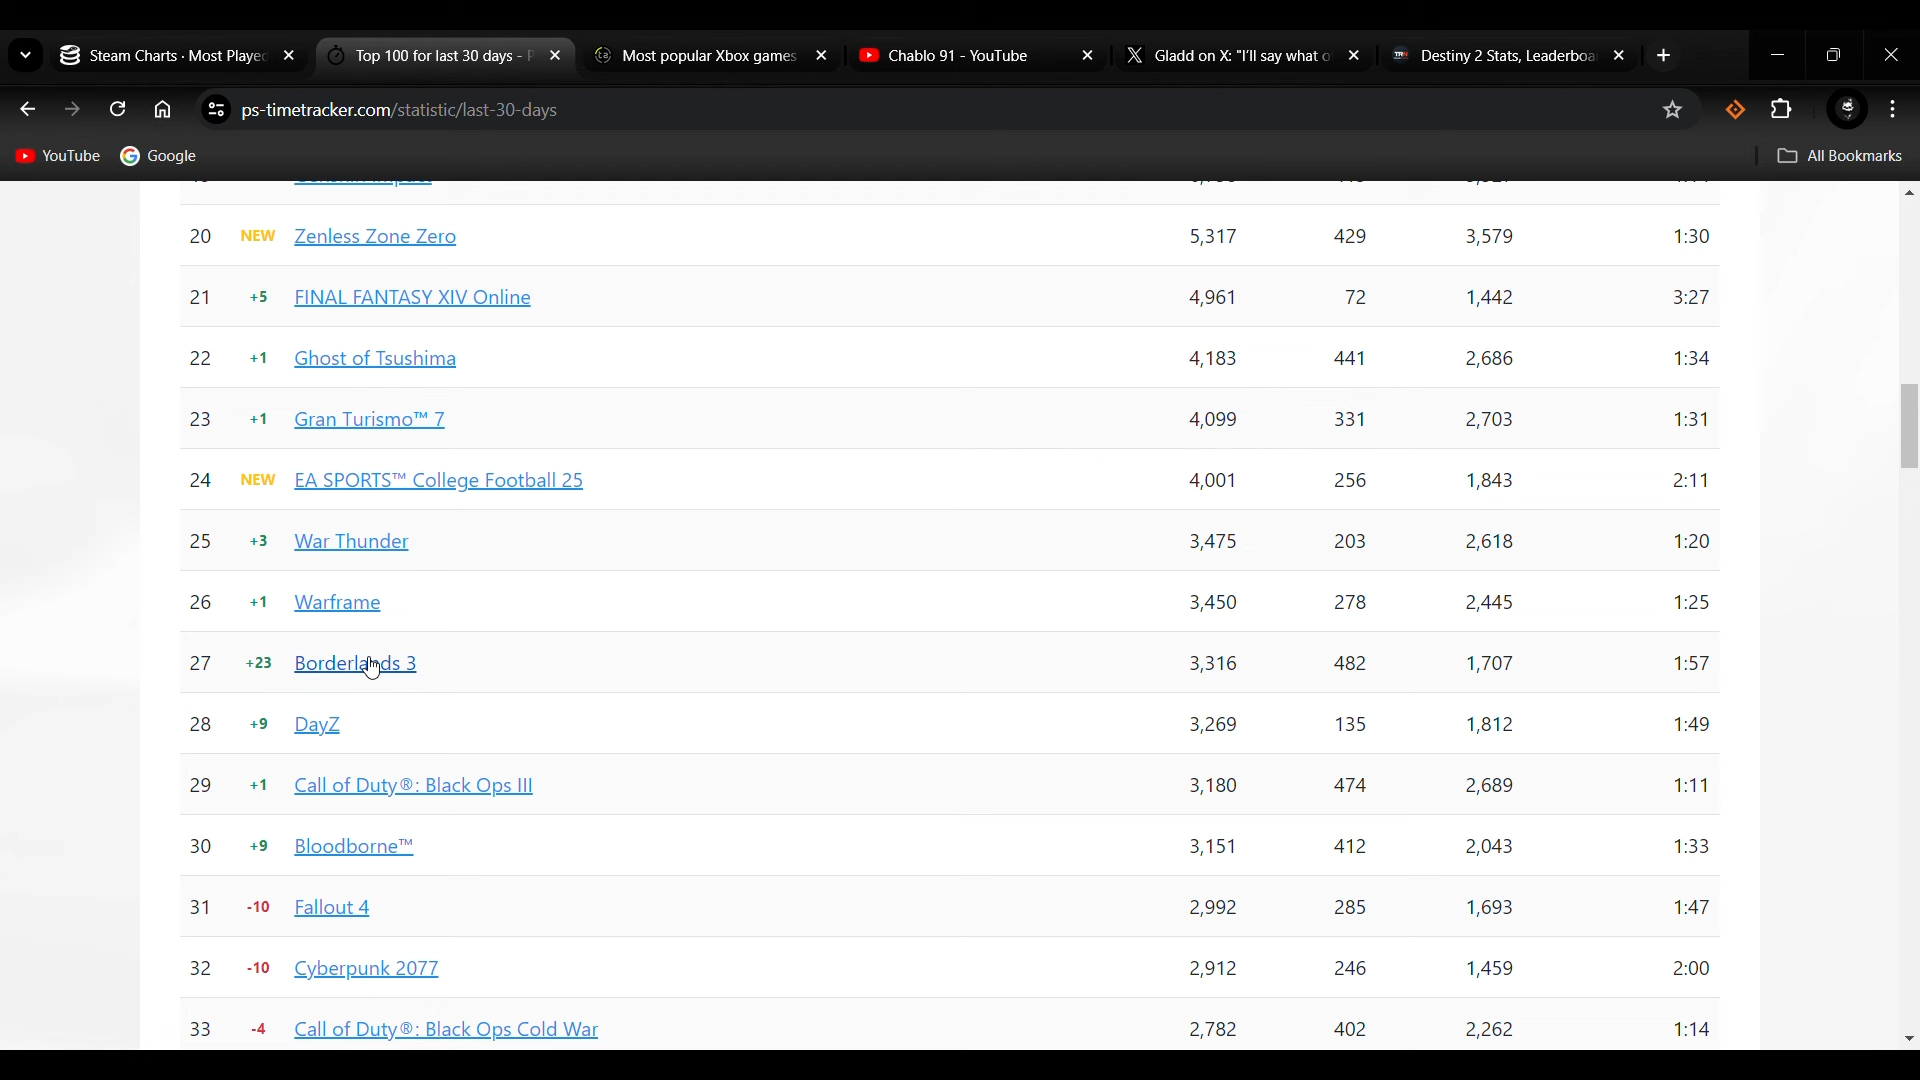 Steam Charts · Most Playe
Top 100 for last 30 days - P
Most popular Xbox games
Chablo 91 - YouTube
Gladd on X: "I'll say what o
Destiny 2 Stats, Leaderboa
ps-timetracker.com/statistic/last-30-days
YouTube
Google
All Bookmarks
20 NEW Zenless Zone Zero 5,317 429 3,579 1:30
21 +5 FINAL FANTASY XIV Online 4,961 72 1,442 3:27
22 +1 Ghost of Tsushima 4,183 441 2,686 1:34
23 +1 Gran Turismo™ 7 4,099 331 2,703 1:31
24 NEW EA SPORTS™ College Football 25 4,001 256 1,843 2:11
25 +3 War Thunder 3,475 203 2,618 1:20
26 +1 Warframe 3,450 278 2,445 1:25
27 +23 Borderlands 3 3,316 482 1,707 1:57
28 +9 DayZ 3,269 135 1,812 1:49
29 +1 Call of Duty®: Black Ops III 3,180 474 2,689 1:11
30 +9 Bloodborne™ 3,151 412 2,043 1:33
31 -10 Fallout 4 2,992 285 1,693 1:47
32 -10 Cyberpunk 2077 2,912 246 1,459 2:00
33 -4 Call of Duty®: Black Ops Cold War 2,782 402 2,262 1:14